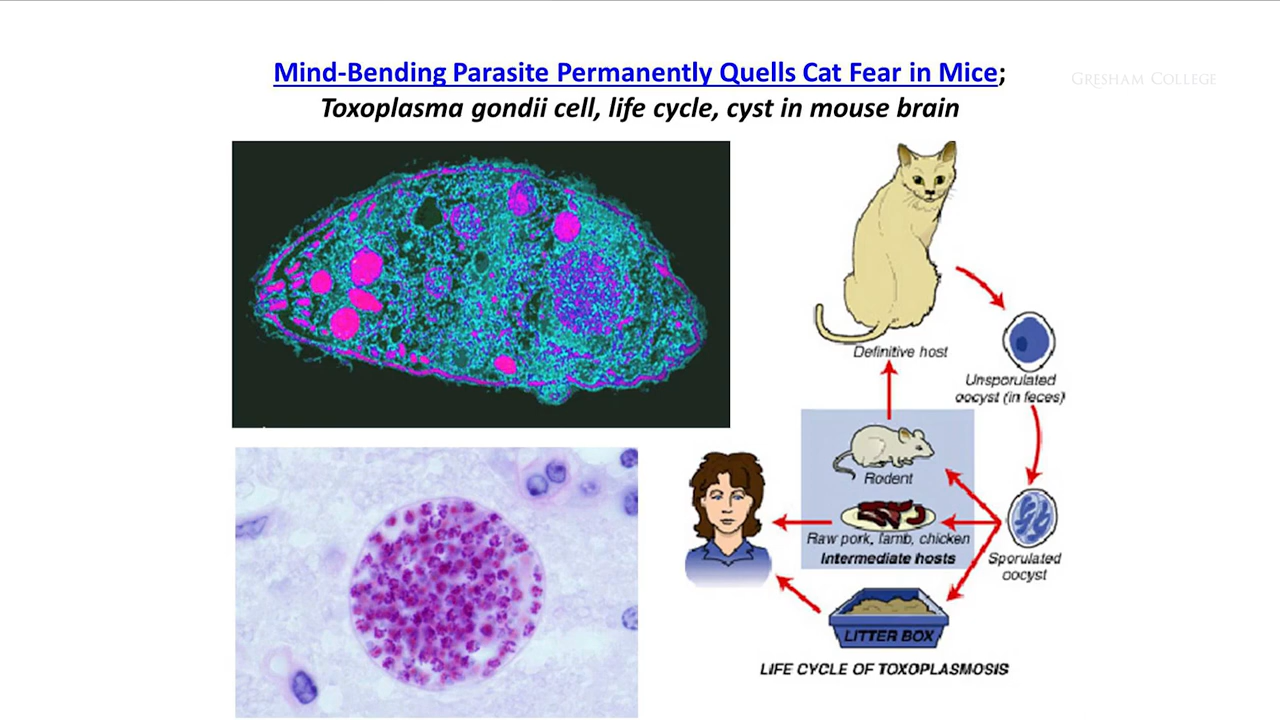 Mind-Bending Parasite Permanently Quells Cat Fear in Mice;
GRESHAM COLLEGE
Toxoplasma gondii cell, life cycle, cyst in mouse brain
Definitive host
Unsporulated
oocyst (in feces)
Rodent
Raw pork, lamb, chicken
Intermediate hosts
Sporulated
oocyst
LITTER BOX
LIFE CYCLE OF TOXOPLASMOSIS